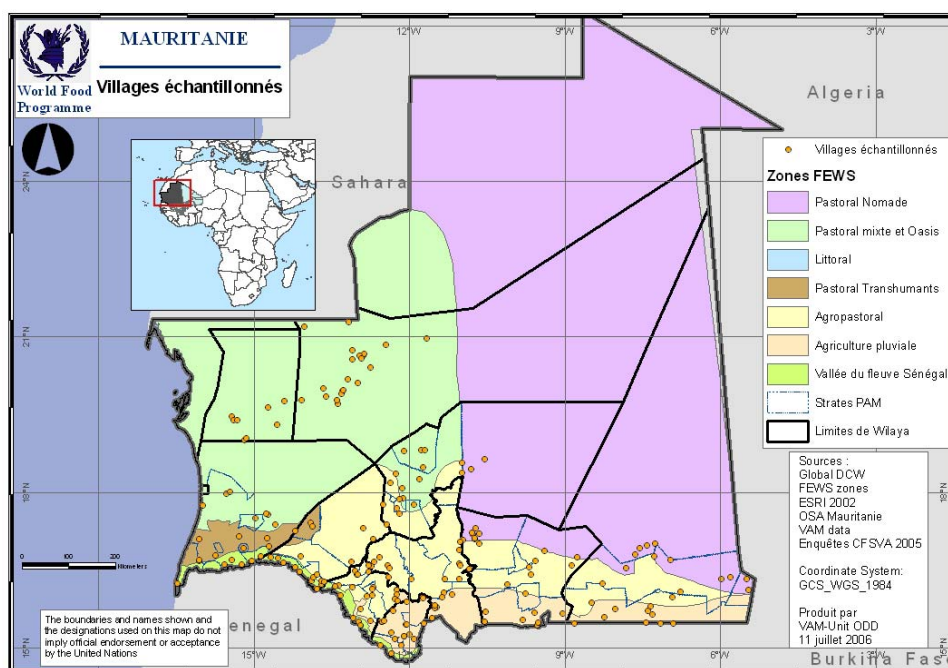 MAURITANIE
Villages échantillonnés
World Food
Programme
12°W
9°W
6°W
3°W
Algeria
Sahara
24°N
24°N
21°N
21°N
18°N
18°N
15°N
15°N
Villages échantillonnés
Zones FEWS
Pastoral Nomade
Pastoral mixte et Oasis
Littoral
Pastoral Transhumants
Agropastoral
Agriculture pluviale
Vallée du fleuve Sénégal
Strates PAM
Limites de Wilaya
Sources :
Global DCW
FEWS zones
ESRI 2002
OSA Mauritanie
VAM data
Enquêtes CFSVA 2005
Coordinate System:
GCS_WGS_1984
Produit par
VAM-Unit ODD
11 juillet 2006
0 50 100 200
Kilometers
The boundaries and names shown and
the designations used on this map do not
imply official endorsement or acceptance
by the United Nations
enegal
Burkina Fas
15°W
12°W
9°W
6°W